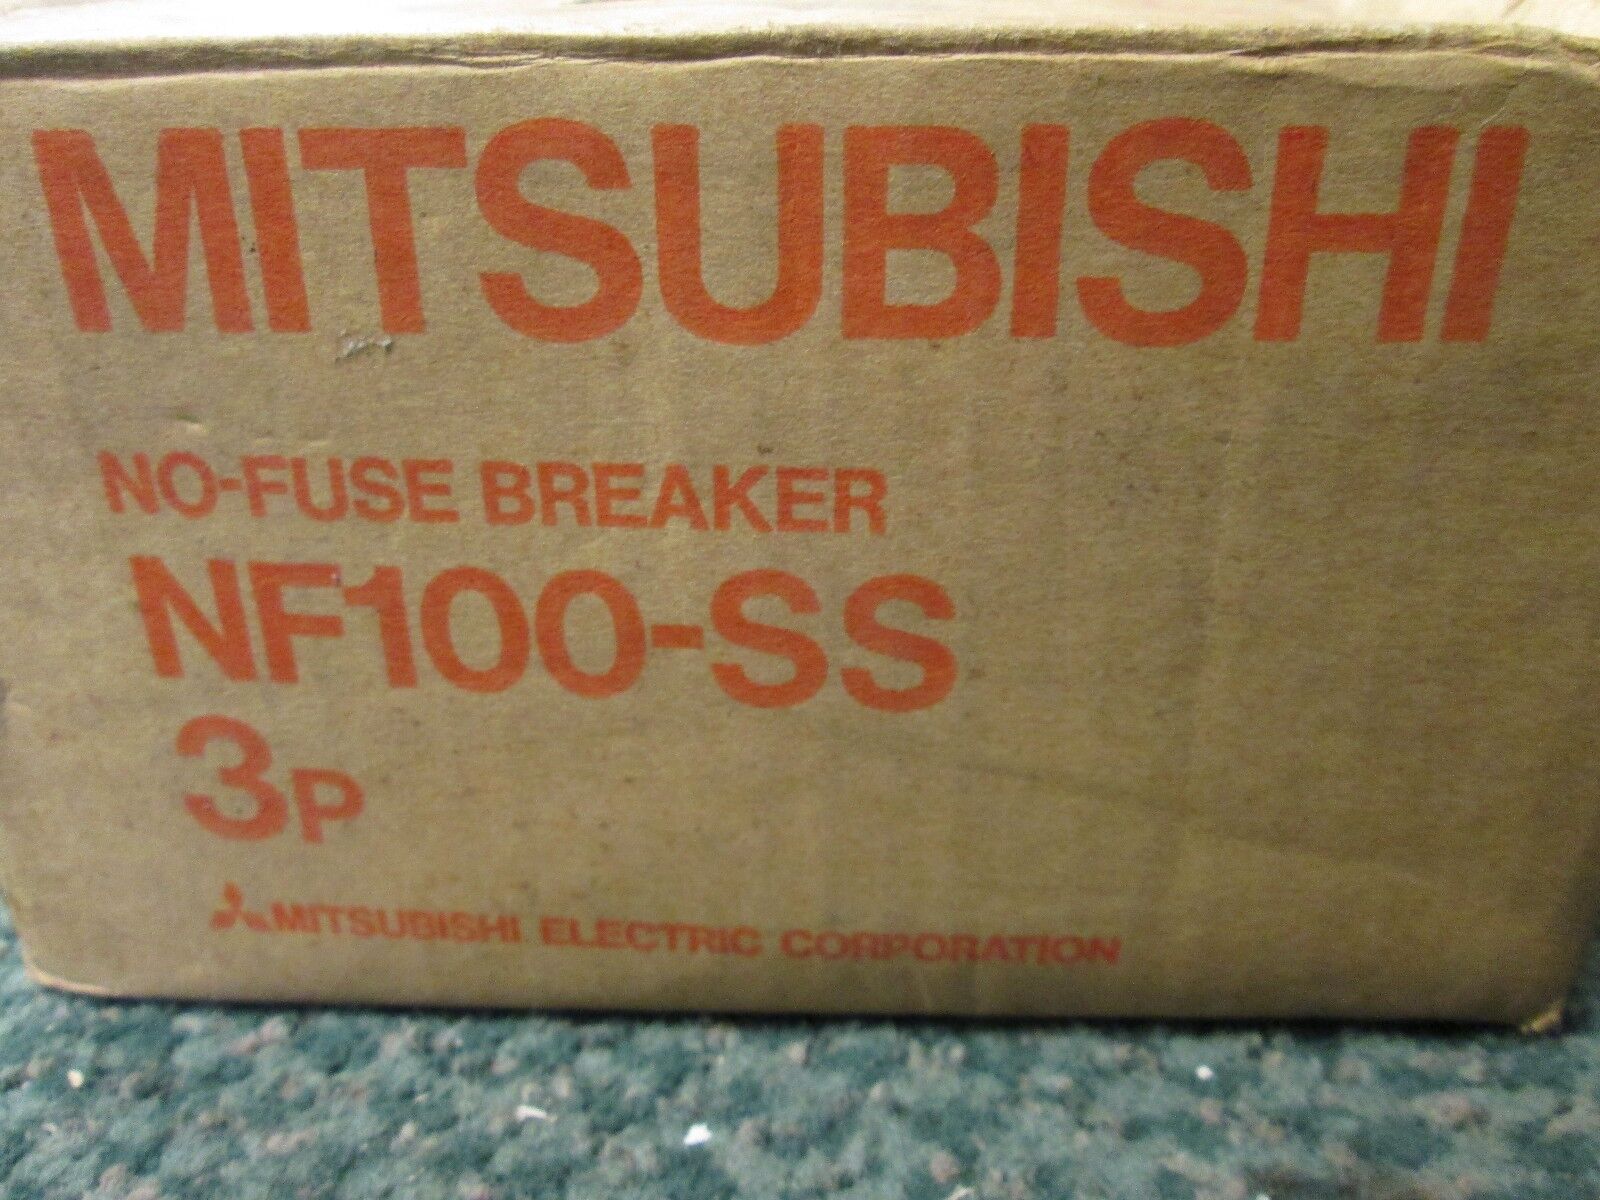 MITSUBISHI
NO-FUSE BREAKER
NF100-SS
3P
MITSUBISHI ELECTRIC CORPORATION